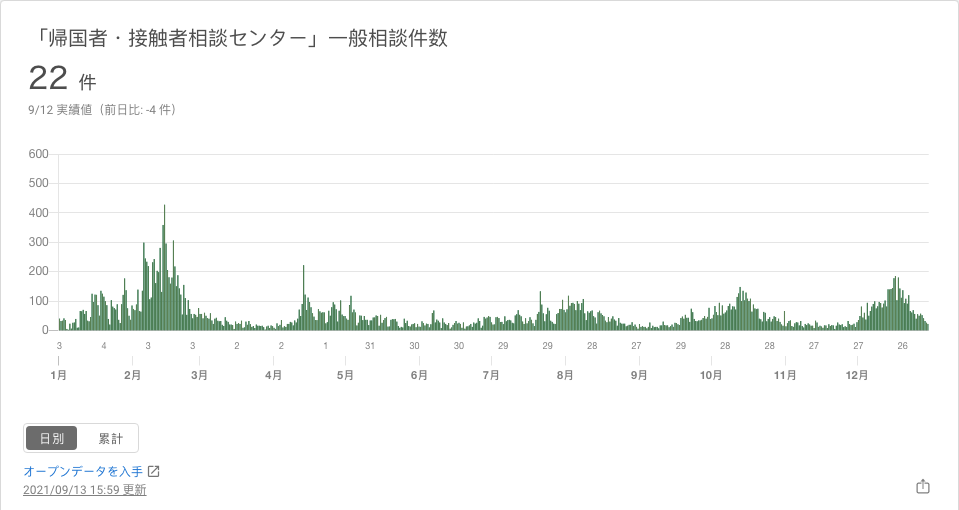 「帰国者・接触者相談センター」一般相談件数
22 件
9/12 実績値（前日比: -4 件）
600
500
400
300
200
100
0
3 4 3 3 2 2 1 31 30 30 29 29 28 27 29 28 28 27 27 26
1月 2月 3月 4月 5月 6月 7月 8月 9月 10月 11月 12月
日別 累計
オープンデータを入手
2021/09/13 15:59 更新